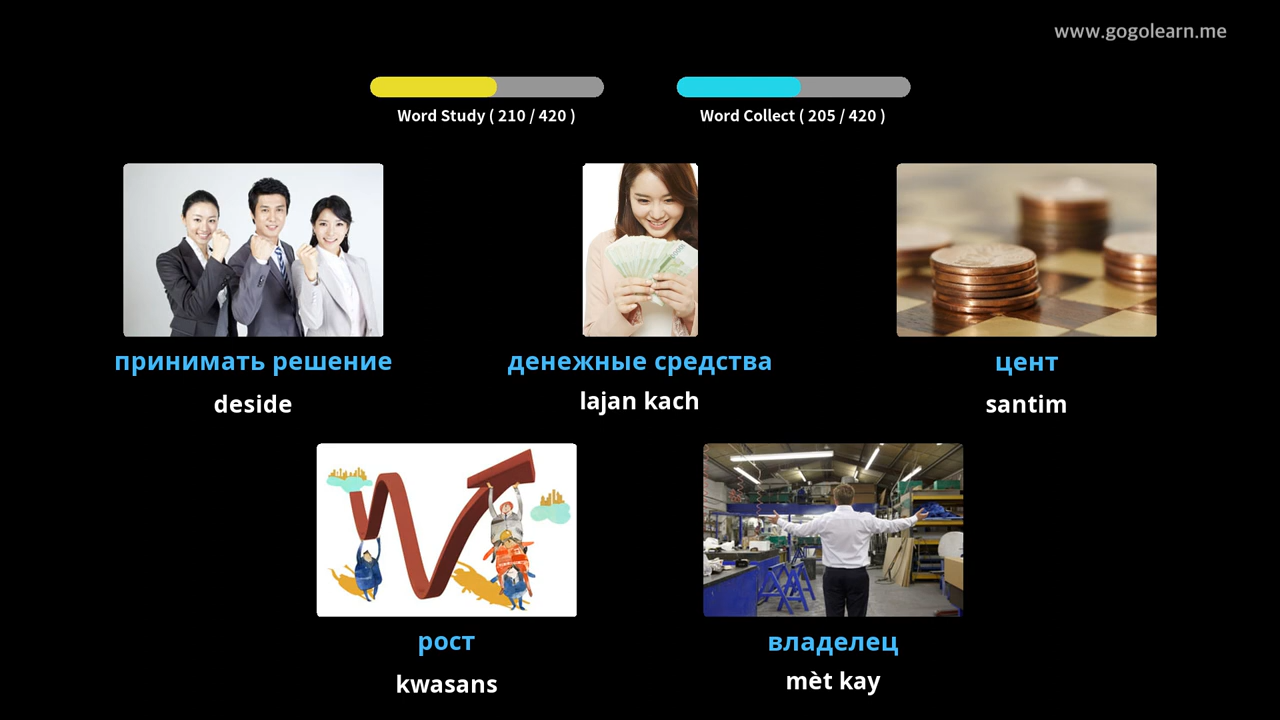 www.gogolearn.me
Word Study ( 210 / 420 )
Word Collect ( 205 / 420 )
принимать решение
deside
денежные средства
lajan kach
цент
santim
рост
kwasans
владелец
mèt kay